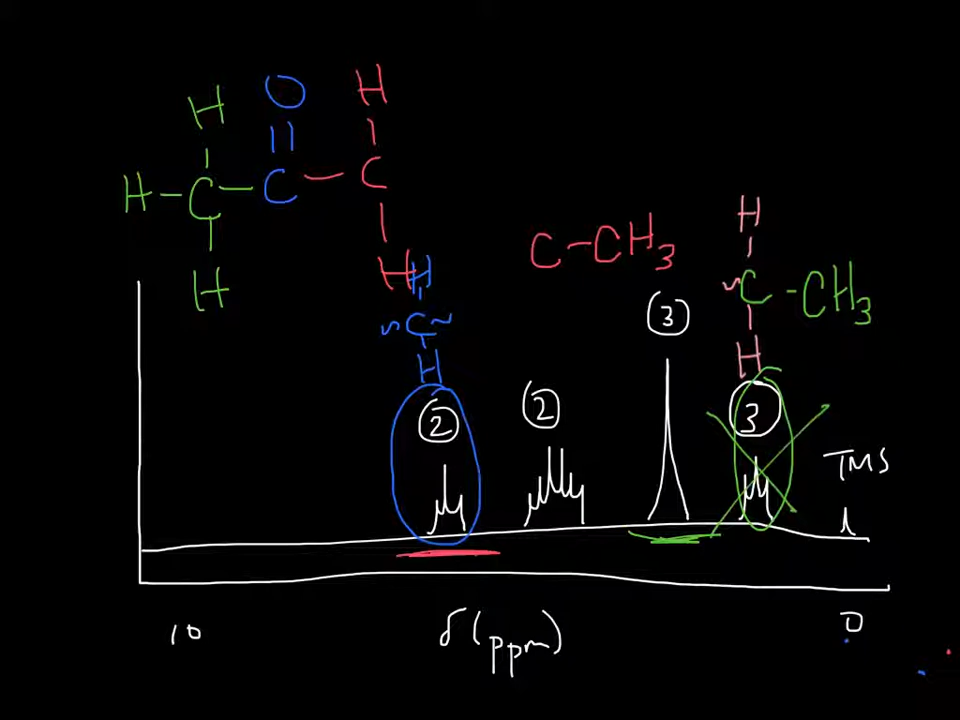 H O H
H-C-C-C
H H
H
~C~
H
C-CH3
H
~C-CH3
H
2 2 3 3
TMS
10 δ(ppm) 0